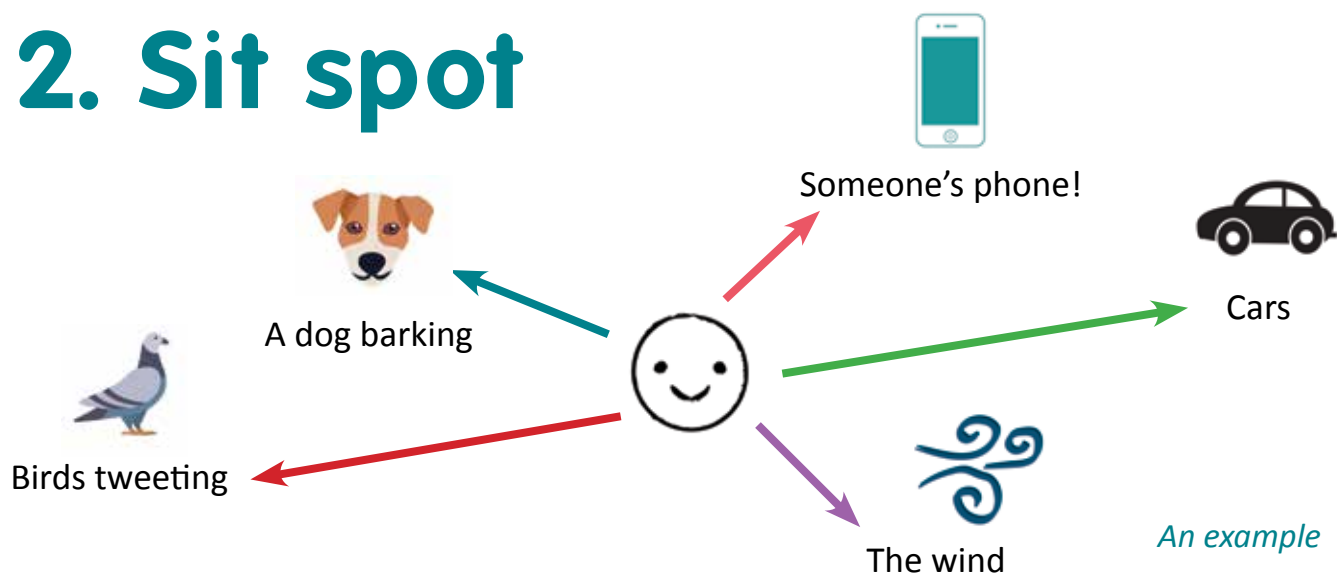 2. Sit spot
Someone’s phone!
Cars
A dog barking
Birds tweeting
The wind
An example